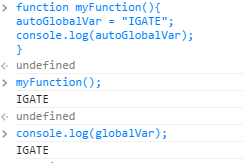 function myFunction(){
autoGlobalVar = "IGATE";
console.log(autoGlobalVar);
}
undefined
myFunction();
IGATE
undefined
console.log(globalVar);
IGATE